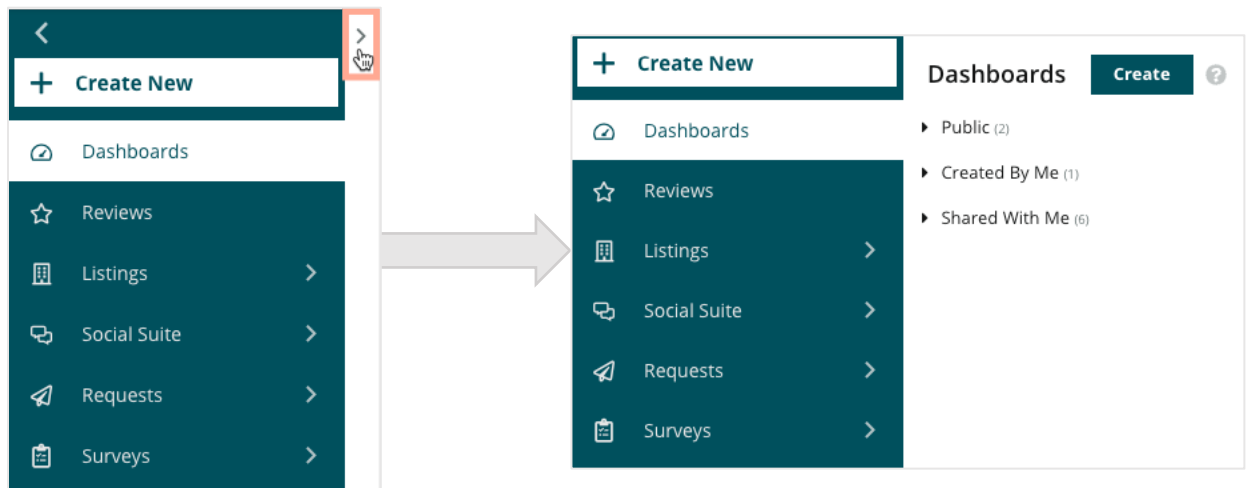 Create New
Dashboards
Reviews
Listings
Social Suite
Requests
Surveys
Create New
Dashboards
Reviews
Listings
Social Suite
Requests
Surveys
Dashboards Create ?
Public (2)
Created By Me (1)
Shared With Me (6)